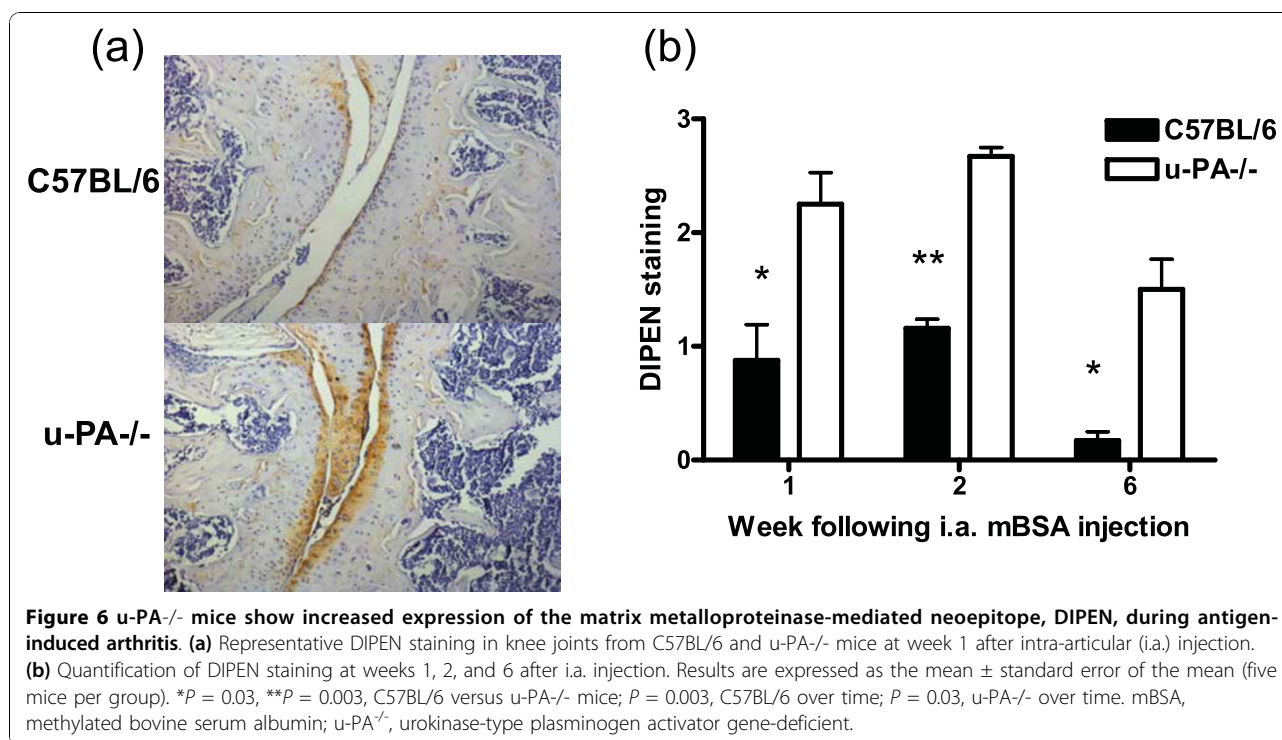 (a)
C57BL/6
u-PA-/-
(b)
DIPEN staining
3
2
1
0
*
**
*
C57BL/6
u-PA-/-
1 2 6
Week following i.a. mBSA injection
Figure 6 u-PA-/- mice show increased expression of the matrix metalloproteinase-mediated neoepitope, DIPEN, during antigen-
induced arthritis. (a) Representative DIPEN staining in knee joints from C57BL/6 and u-PA-/- mice at week 1 after intra-articular (i.a.) injection.
(b) Quantification of DIPEN staining at weeks 1, 2, and 6 after i.a. injection. Results are expressed as the mean ± standard error of the mean (five
mice per group). *P = 0.03, **P = 0.003, C57BL/6 versus u-PA-/- mice; P = 0.003, C57BL/6 over time; P = 0.03, u-PA-/- over time. mBSA,
methylated bovine serum albumin; u-PA-/-, urokinase-type plasminogen activator gene-deficient.